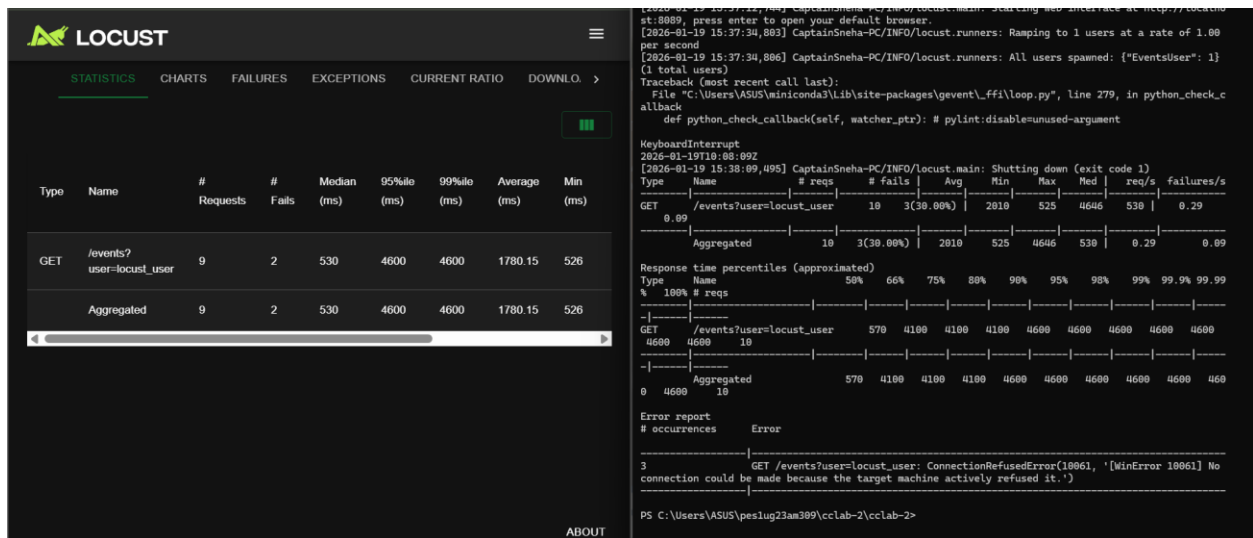 LOCUST
STATISTICS CHARTS FAILURES EXCEPTIONS CURRENT RATIO DOWNLO.
Type Name # Requests # Fails Median (ms) 95%ile (ms) 99%ile (ms) Average (ms) Min (ms)
GET /events?user=locust_user 9 2 530 4600 4600 1780.15 526
Aggregated 9 2 530 4600 4600 1780.15 526
ABOUT
st:8089, press enter to open your default browser.
[2026-01-19 15:37:34,803] CaptainSneha-PC/INFO/locust.runners: Ramping to 1 users at a rate of 1.00
per second
[2026-01-19 15:37:34,806] CaptainSneha-PC/INFO/locust.runners: All users spawned: {"EventsUser": 1}
(1 total users)
Traceback (most recent call last):
  File "C:\Users\ASUS\miniconda3\Lib\site-packages\gevent\_ffi\loop.py", line 279, in python_check_c
allback
    def python_check_callback(self, watcher_ptr): # pylint:disable=unused-argument
KeyboardInterrupt
2026-01-19T10:08:09Z
[2026-01-19 15:38:09,495] CaptainSneha-PC/INFO/locust.main: Shutting down (exit code 1)
Type Name # reqs # fails | Avg Min Max Med | req/s failures/s
--------|--------------------|-------|-------------|-------|-------|-------|-------|--------|-----------
GET /events?user=locust_user 10 3(30.00%) | 2010 525 4646 530 | 0.29
0.09
--------|--------------------|-------|-------------|-------|-------|-------|-------|--------|-----------
Aggregated 10 3(30.00%) | 2010 525 4646 530 | 0.29 0.09
Response time percentiles (approximated)
Type Name 50% 66% 75% 80% 90% 95% 98% 99% 99.9% 99.99
% 100% # reqs
--------|--------------------|--------|------|------|------|------|------|------|------|------|-----
-|------|------
GET /events?user=locust_user 570 4100 4100 4100 4600 4600 4600 4600 4600
4600 4600 10
--------|--------------------|--------|------|------|------|------|------|------|------|------|-----
-|------|------
Aggregated 570 4100 4100 4100 4600 4600 4600 4600 4600 460
0 4600 10
Error report
# occurrences Error
------------------|---------------------------------------------------------------------------------
3 GET /events?user=locust_user: ConnectionRefusedError(10061, '[WinError 10061] No
connection could be made because the target machine actively refused it.')
------------------|---------------------------------------------------------------------------------
PS C:\Users\ASUS\pes1ug23am309\cclab-2\cclab-2>